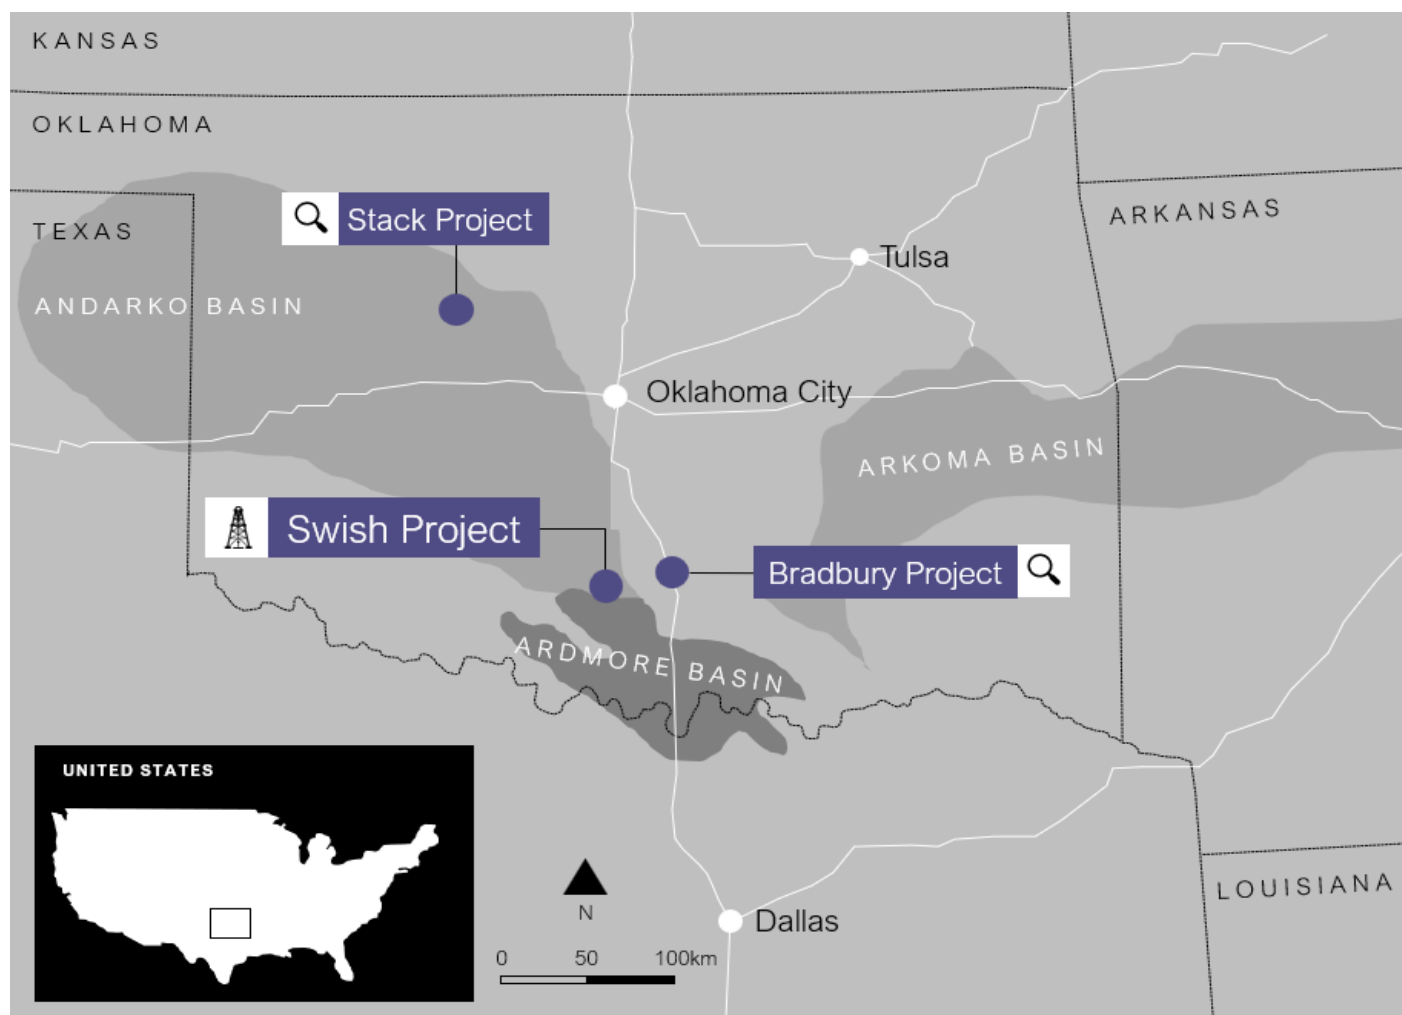 KANSAS
OKLAHOMA
TEXAS
ARKANSAS
Stack Project
Tulsa
ANDARKO BASIN
Oklahoma City
ARKOMA BASIN
Swish Project
Bradbury Project
ARDMORE BASIN
UNITED STATES
LOUISIANA
N
Dallas
0 50 100km